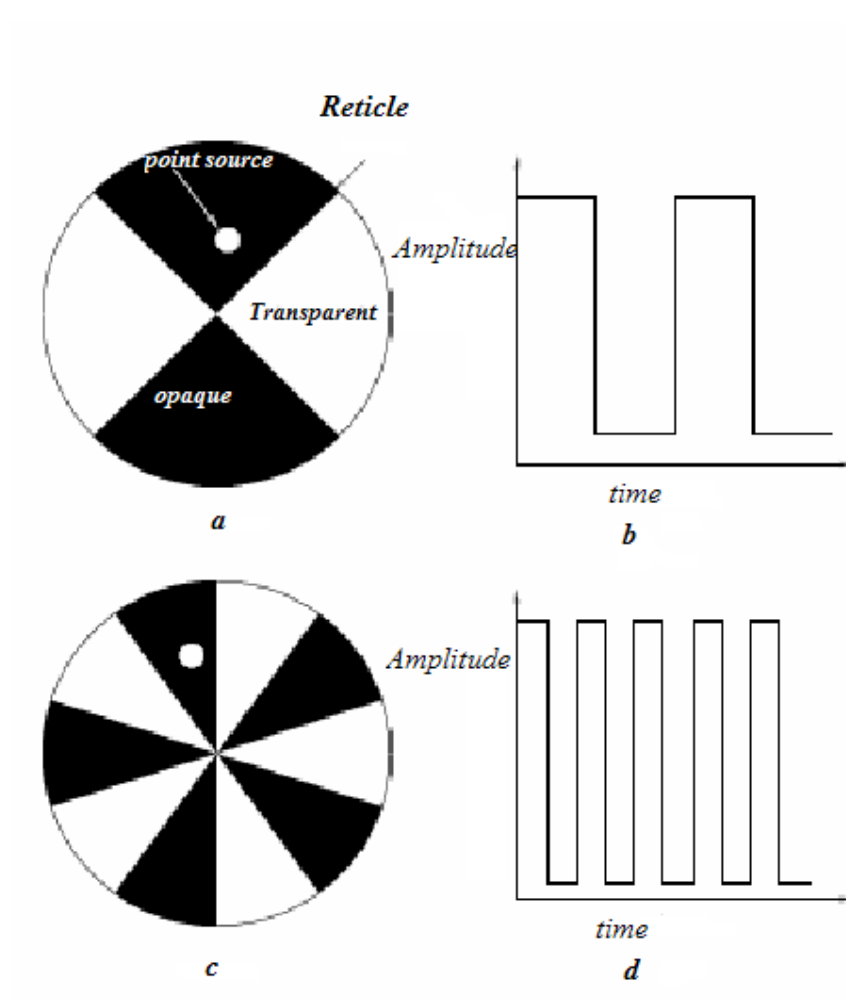 Reticle
point source
Amplitude
Transparent
opaque
time
a
b
Amplitude
time
c
d